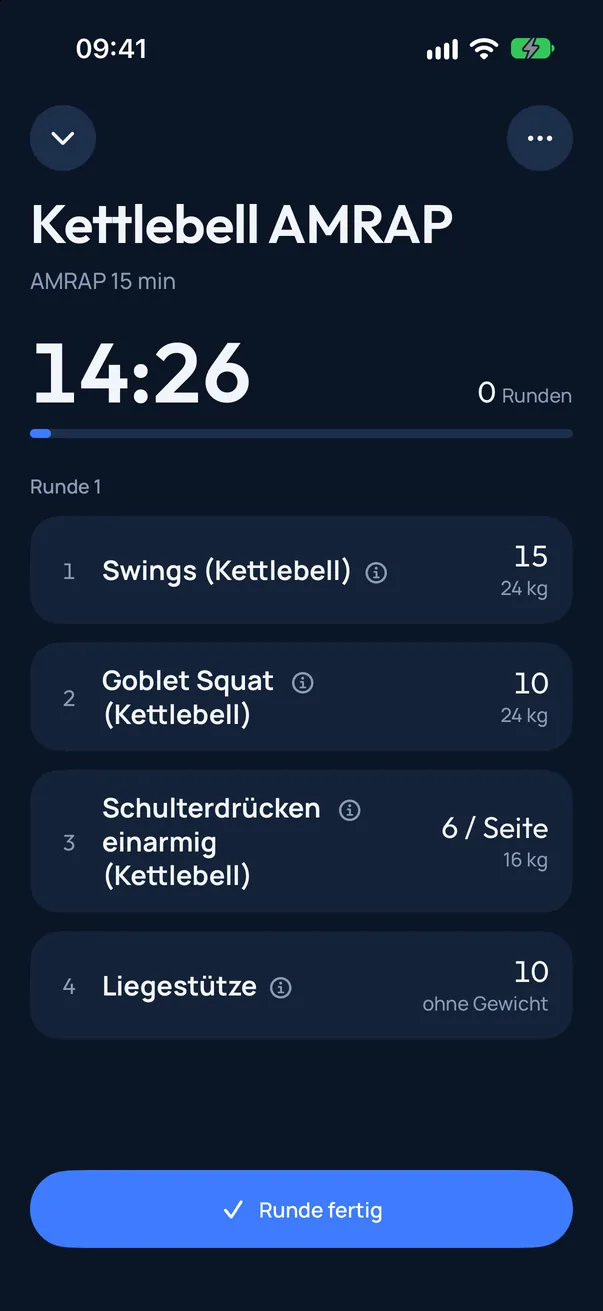 09:41
Kettlebell AMRAP
AMRAP 15 min
14:26
0 Runden
Runde 1
1 Swings (Kettlebell) 15
24 kg
2 Goblet Squat (Kettlebell) 10
24 kg
3 Schulterdrücken einarmig (Kettlebell) 6 / Seite
16 kg
4 Liegestütze 10
ohne Gewicht
Runde fertig